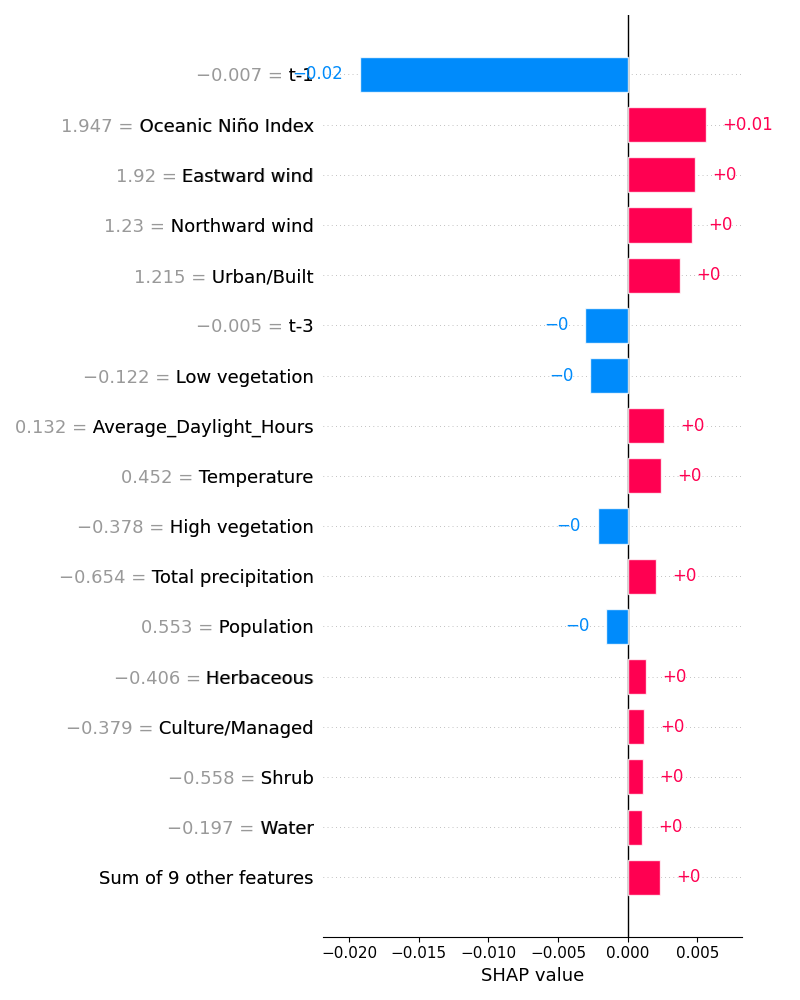 −0.007 = t-1 −0.02
1.947 = Oceanic Niño Index +0.01
1.92 = Eastward wind +0
1.23 = Northward wind +0
1.215 = Urban/Built +0
−0.005 = t-3 −0
−0.122 = Low vegetation −0
0.132 = Average_Daylight_Hours +0
0.452 = Temperature +0
−0.378 = High vegetation −0
−0.654 = Total precipitation +0
0.553 = Population −0
−0.406 = Herbaceous +0
−0.379 = Culture/Managed +0
−0.558 = Shrub +0
−0.197 = Water +0
Sum of 9 other features +0
−0.020 −0.015 −0.010 −0.005 0.000 0.005
SHAP value